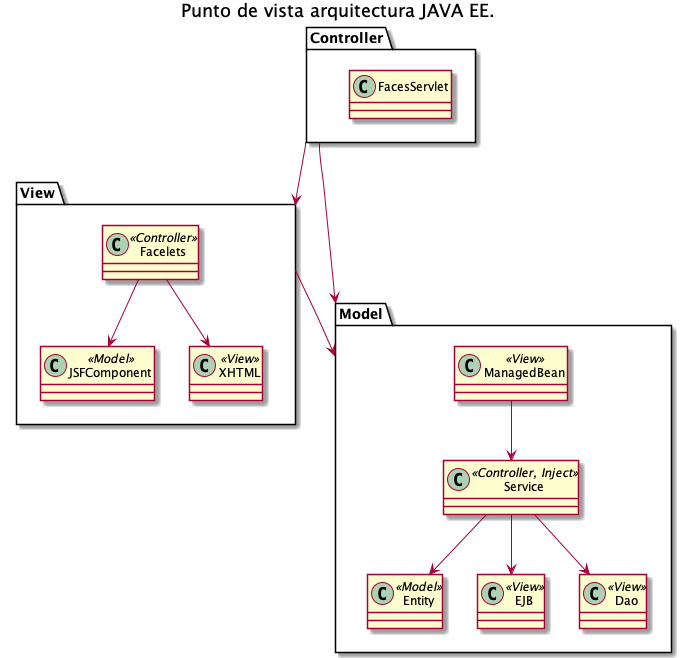 Punto de vista arquitectura JAVA EE.
Controller
C FacesServlet
View
C «Controller»
Facelets
C «Model»
JSFComponent
C «View»
XHTML
Model
C «View»
ManagedBean
C «Controller, Inject»
Service
C «Model»
Entity
C «View»
EJB
C «View»
Dao